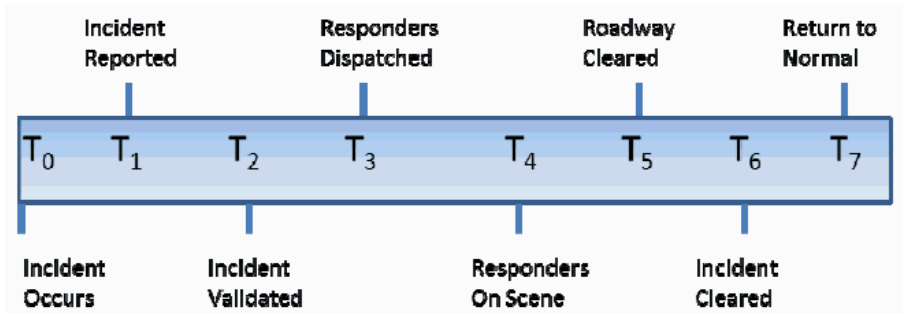 Incident
Reported
Responders
Dispatched
Roadway
Cleared
Return to
Normal
T0 T1 T2 T3 T4 T5 T6 T7
Incident
Occurs
Incident
Validated
Responders
On Scene
Incident
Cleared